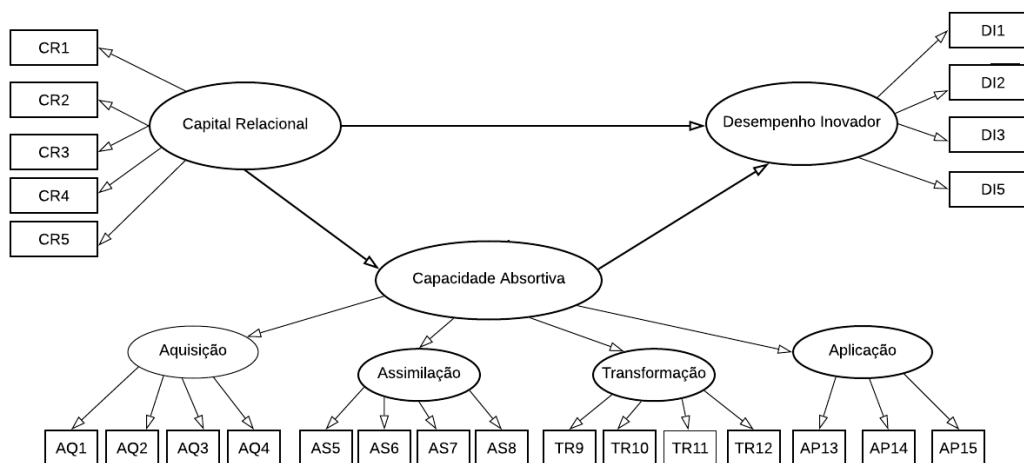 CR1
CR2
CR3
CR4
CR5
Capital Relacional
Desempenho Inovador
DI1
DI2
DI3
DI5
Capacidade Absortiva
Aquisição
Assimilação
Transformação
Aplicação
AQ1
AQ2
AQ3
AQ4
AS5
AS6
AS7
AS8
TR9
TR10
TR11
TR12
AP13
AP14
AP15